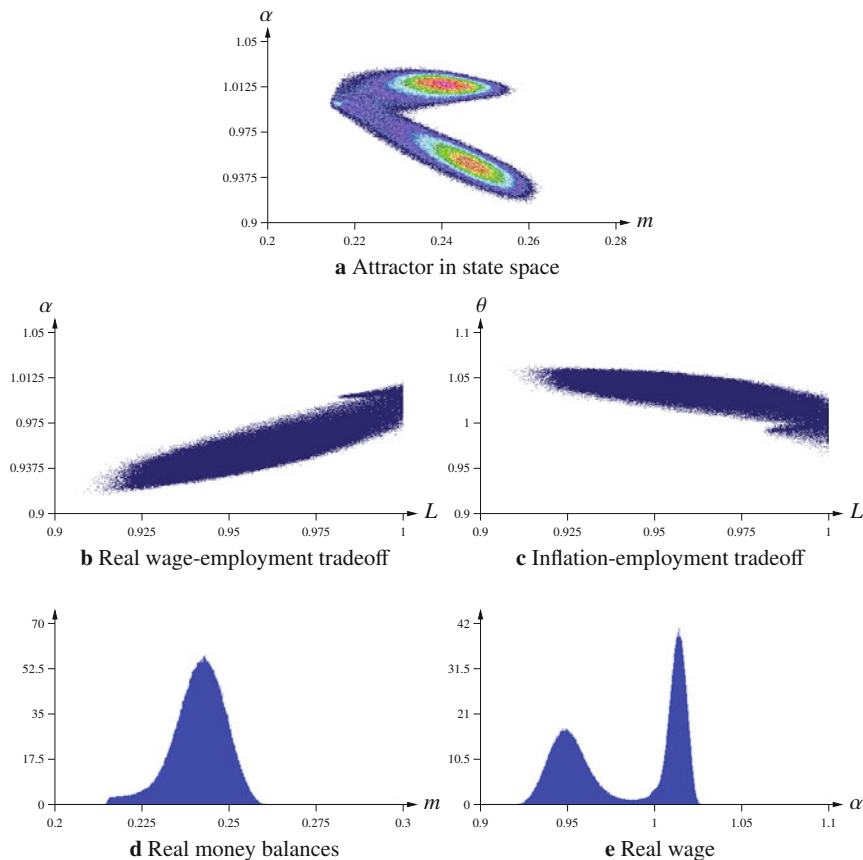 α
1.05
1.0125
0.975
0.9375
0.9
0.2 0.22 0.24 0.26 0.28
m
a Attractor in state space
α
1.05
1.0125
0.975
0.9375
0.9
0.9 0.925 0.95 0.975 1
L
b Real wage-employment tradeoff
θ
1.1
1.05
1
0.95
0.9
0.9 0.925 0.95 0.975 1
L
c Inflation-employment tradeoff
70
52.5
35
17.5
0
0.2 0.225 0.25 0.275 0.3
m
d Real money balances
42
31.5
21
10.5
0
0.9 0.95 1 1.05 1.1
α
e Real wage